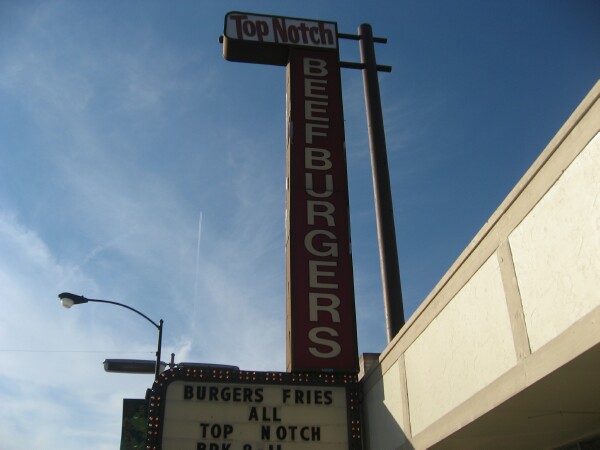 Top Notch
BEEFBURGERS
BURGERS FRIES
ALL
TOP NOTCH